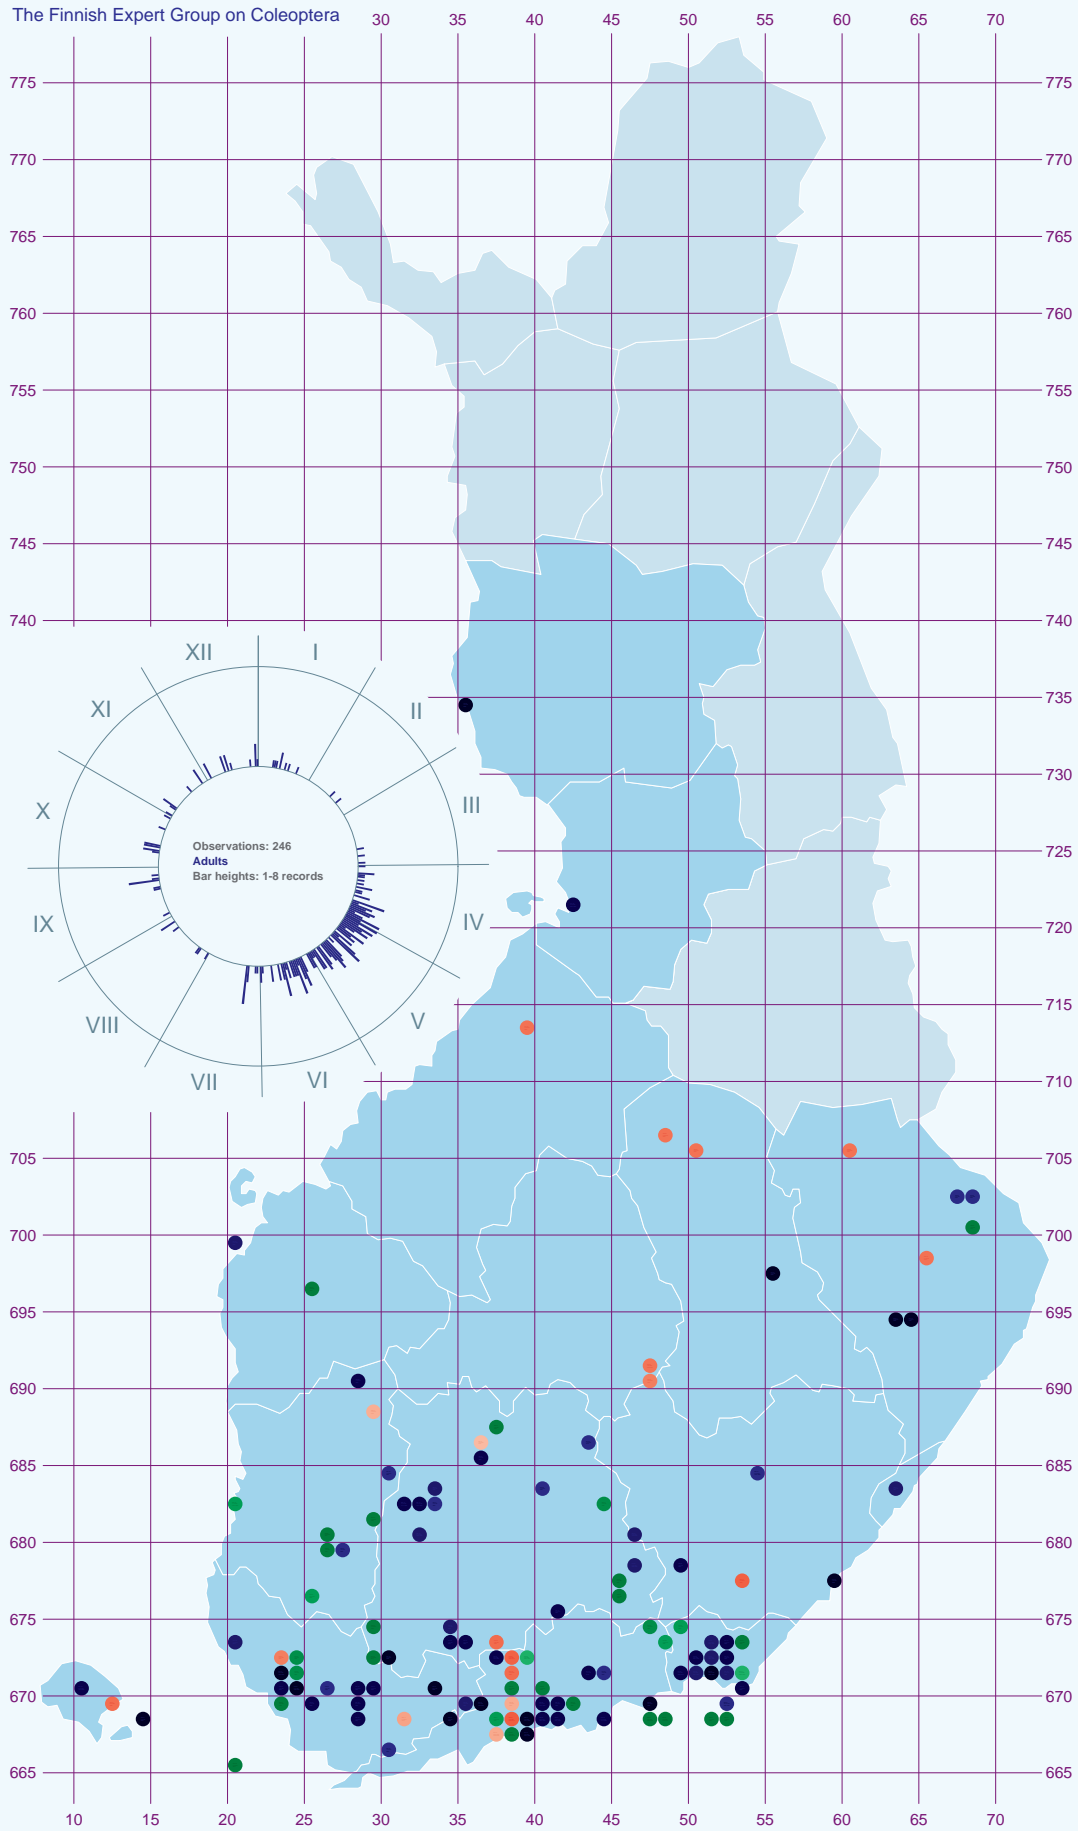 The Finnish Expert Group on Coleoptera
30 40 45 50 55 60 65 70
775 775
770 770
765 765
760 760
755 755
750 750
745 745
740 740
XII I
XI II
735
730
X III
Observations: 246
Adults
Bar heights: 1-8 records
725
IX IV
720
715
VIII V
VII VI
710
705 705
700 700
695 695
690 690
685 685
680 680
675 675
670 670
665 665
10 15 20 25 30 35 40 45 50 55 60 65 70